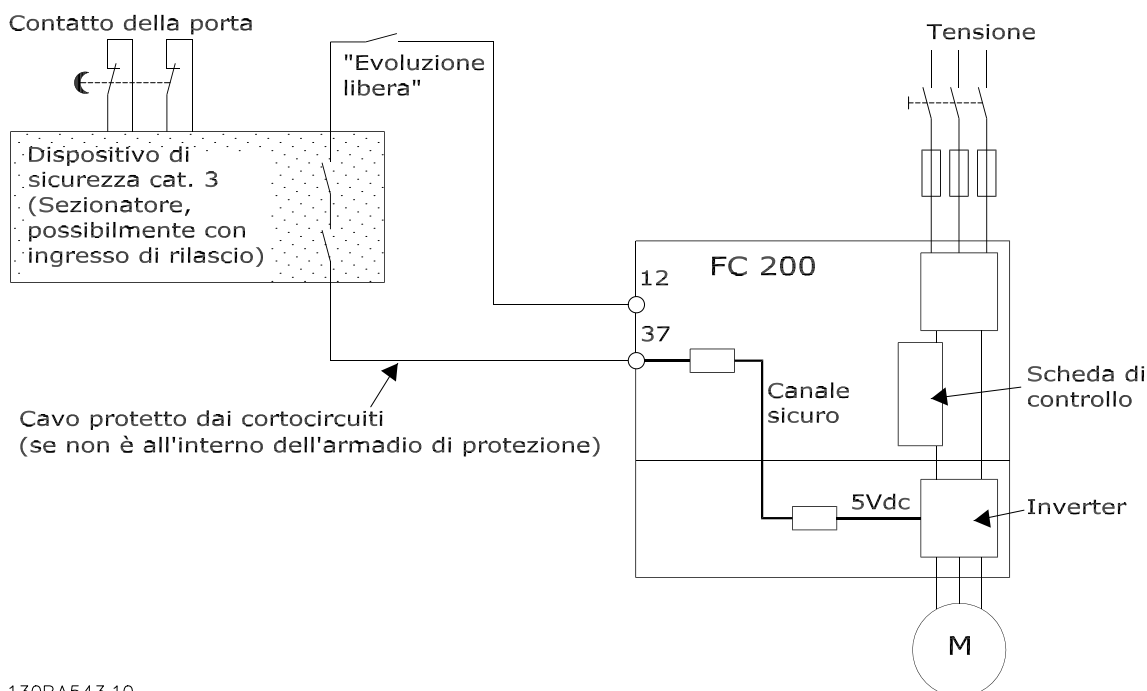 Contatto della porta
"Evoluzione
libera"
Tensione
Dispositivo di
sicurezza cat. 3
(Sezionatore,
possibilmente con
ingresso di rilascio)
12
FC 200
37
Canale
sicuro
Scheda di
controllo
Cavo protetto dai cortocircuiti
(se non è all'interno dell'armadio di protezione)
5Vdc
Inverter
M
130BA543.10